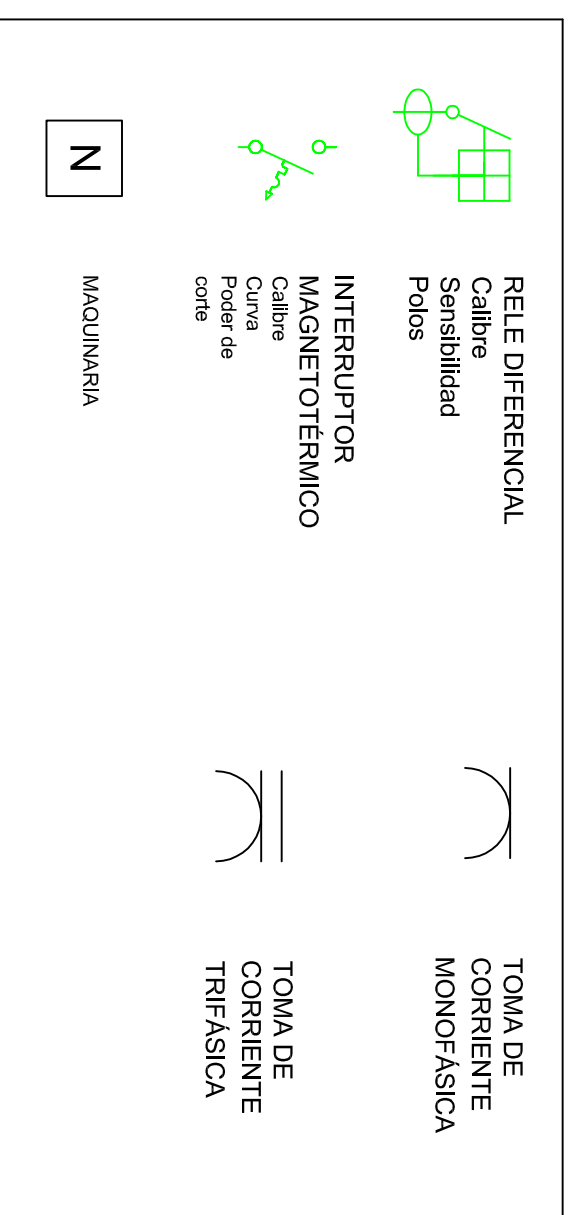 RELE DIFERENCIAL
Calibre
Sensibilidad
Polos
INTERRUPTOR
MAGNETOTÉRMICO
Calibre
Curva
Poder de
corte
N
MAQUINARIA
TOMA DE
CORRIENTE
MONOFÁSICA
TOMA DE
CORRIENTE
TRIFÁSICA